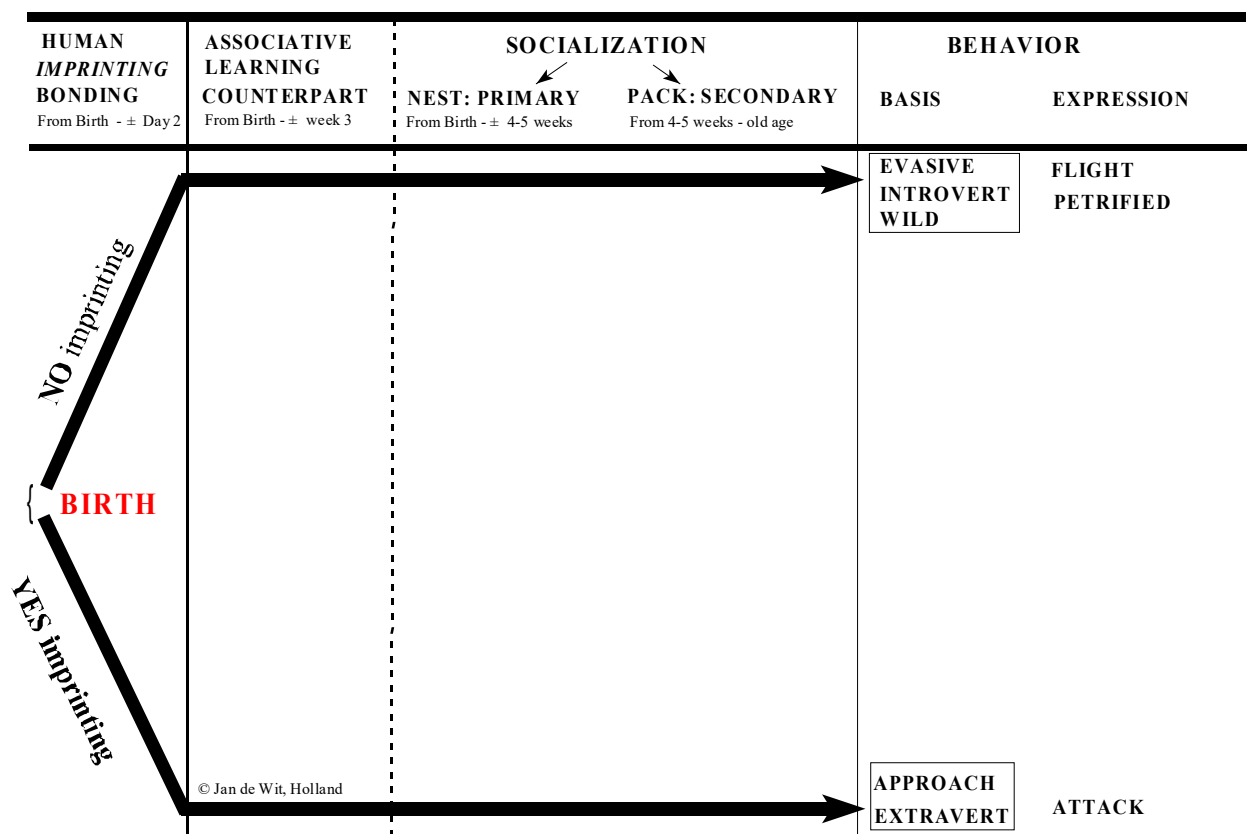 HUMAN
IMPRINTING
BONDING
From Birth - ± Day 2
ASSOCIATIVE
LEARNING
COUNTERPART
From Birth - ± week 3
SOCIALIZATION
NEST: PRIMARY
From Birth - ± 4-5 weeks
PACK: SECONDARY
From 4-5 weeks - old age
BEHAVIOR
BASIS
EXPRESSION
EVASIVE
INTROVERT
WILD
FLIGHT
PETRIFIED
NO imprinting
{ BIRTH
YES imprinting
© Jan de Wit, Holland
APPROACH
EXTRAVERT
ATTACK